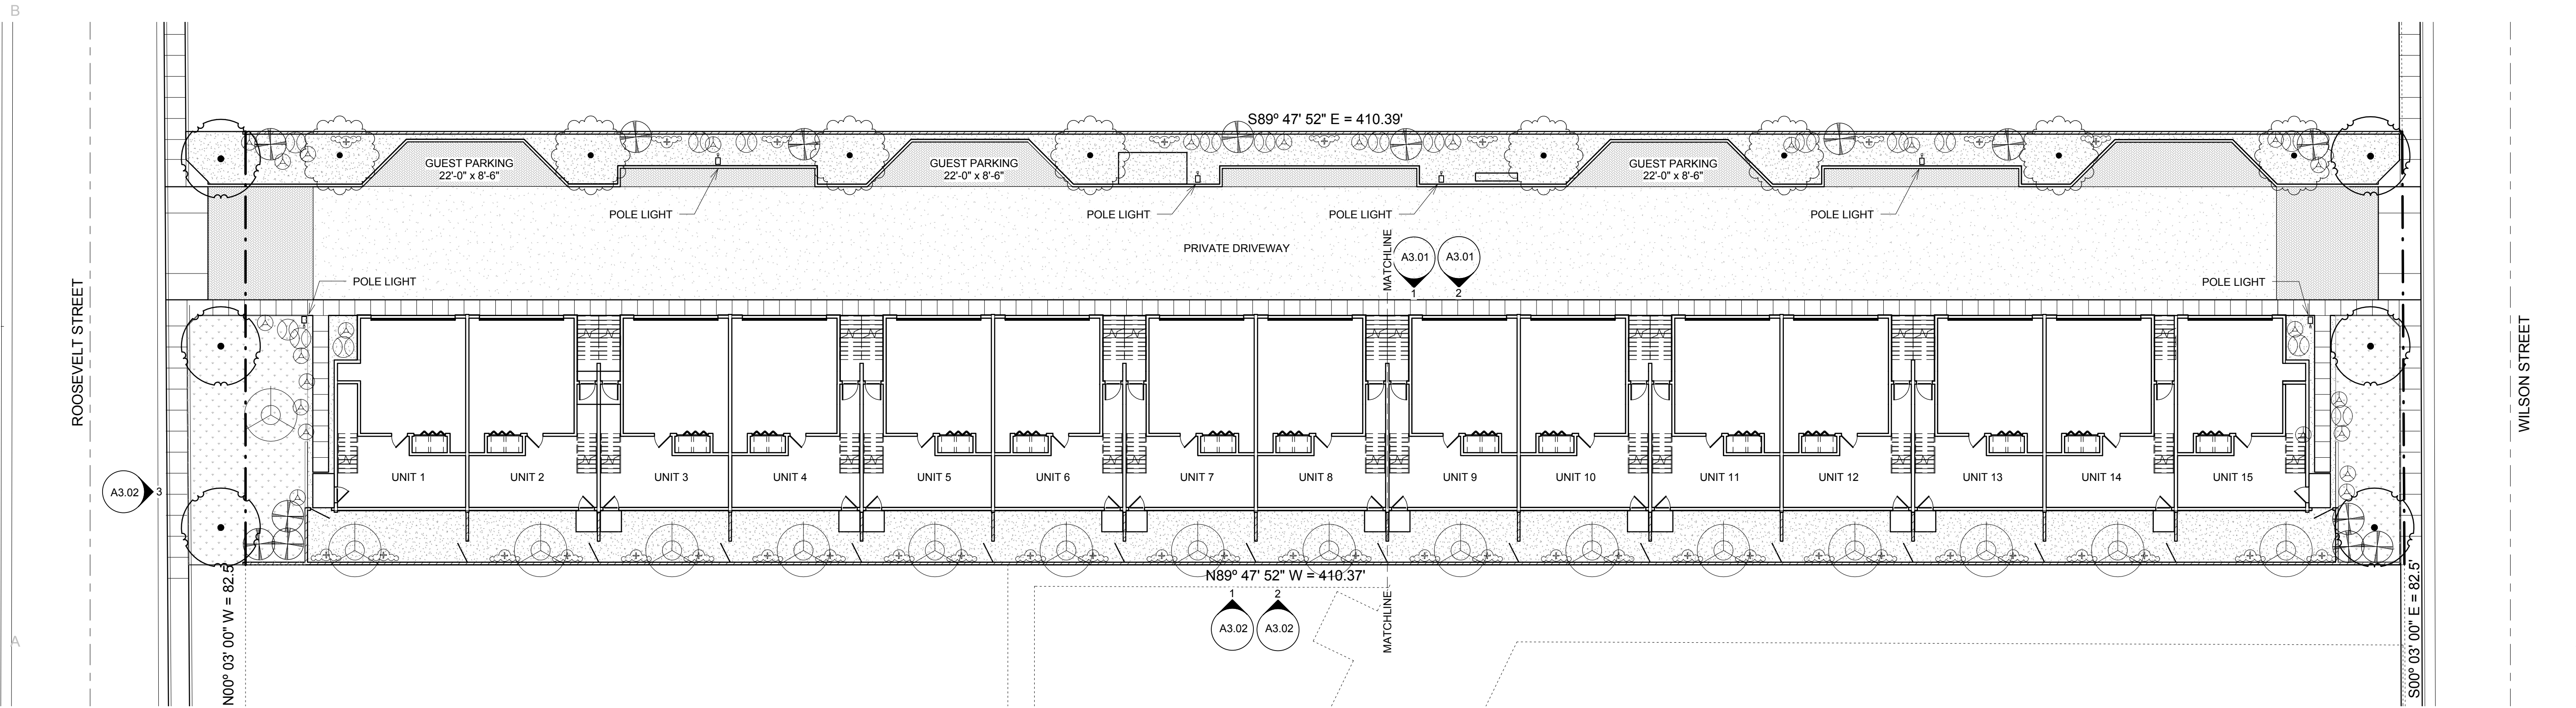 B
S89º 47' 52" E = 410.39'
GUEST PARKING
22'-0" x 8'-6"
GUEST PARKING
22'-0" x 8'-6"
GUEST PARKING
22'-0" x 8'-6"
POLE LIGHT
POLE LIGHT
POLE LIGHT
POLE LIGHT
PRIVATE DRIVEWAY
MATCHLINE
A3.01
1
A3.01
2
POLE LIGHT
POLE LIGHT
ROOSEVELT STREET
WILSON STREET
UNIT 1
UNIT 2
UNIT 3
UNIT 4
UNIT 5
UNIT 6
UNIT 7
UNIT 8
UNIT 9
UNIT 10
UNIT 11
UNIT 12
UNIT 13
UNIT 14
UNIT 15
A3.02
3
N89º 47' 52" W = 410.37'
1
A3.02
2
A3.02
MATCHLINE
N00º 03' 00" W = 82.5'
S00º 03' 00" E = 82.5'
A